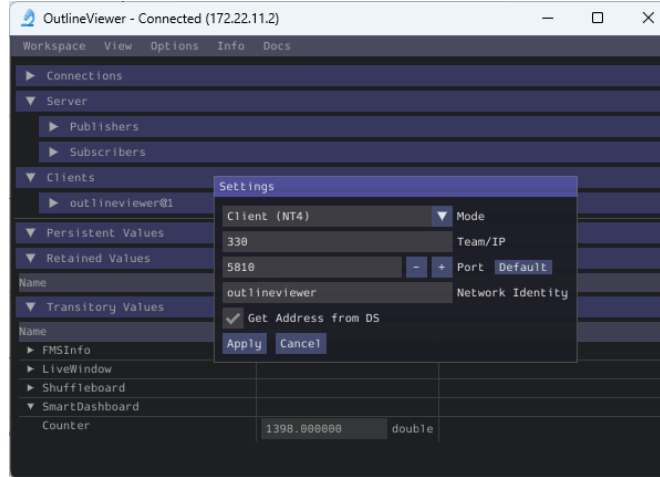 OutlineViewer - Connected (172.22.11.2)
Workspace View Options Info Docs
Connections
Server
Publishers
Subscribers
Clients
outlineviewer@1
Persistent Values
Retained Values
Name
Transitory Values
Name
FMSInfo
LiveWindow
Shuffleboard
SmartDashboard
Counter 1398.000000 double
Settings
Client (NT4) Mode
330 Team/IP
5810 - + Port Default
outlineviewer Network Identity
Get Address from DS
Apply Cancel